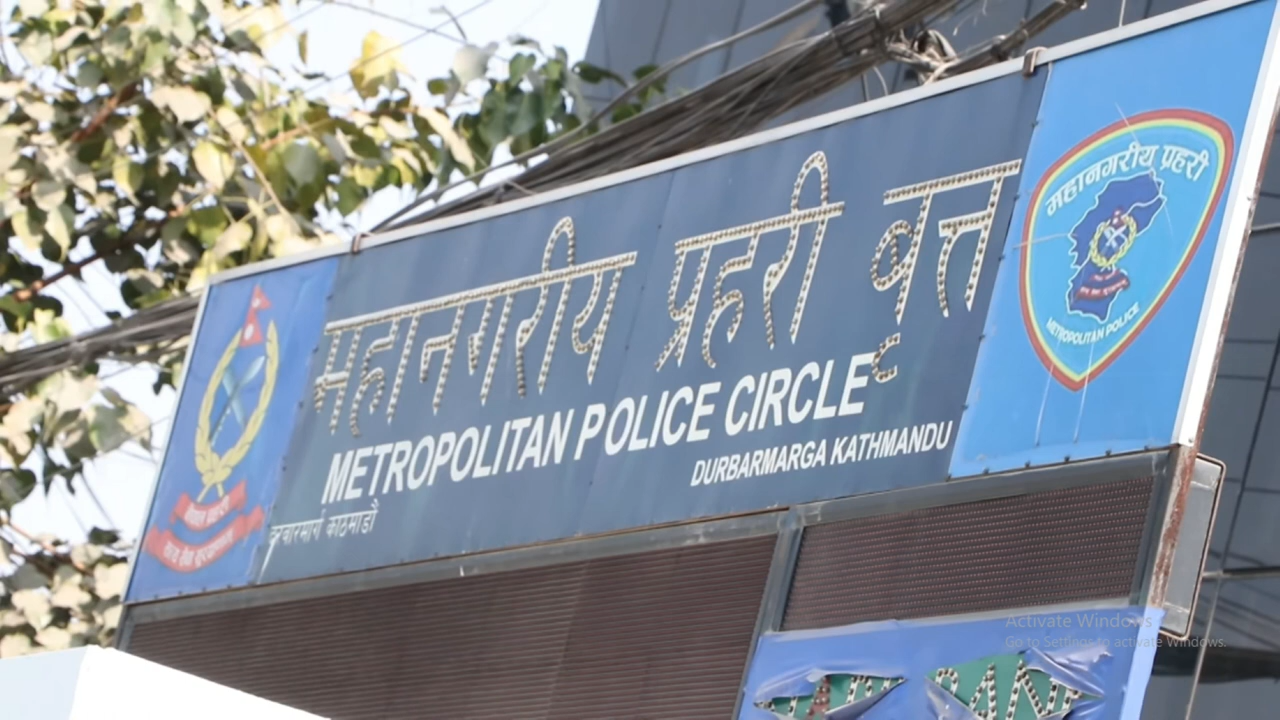 महानगरीय प्रहरी वृत्त
METROPOLITAN POLICE CIRCLE
DURBARMARGA KATHMANDU
दरबारमार्ग काठमाडौं
महानगरीय प्रहरी
METROPOLITAN POLICE
नेपाल प्रहरी
Activate Windows
Go to Settings to activate Windows.